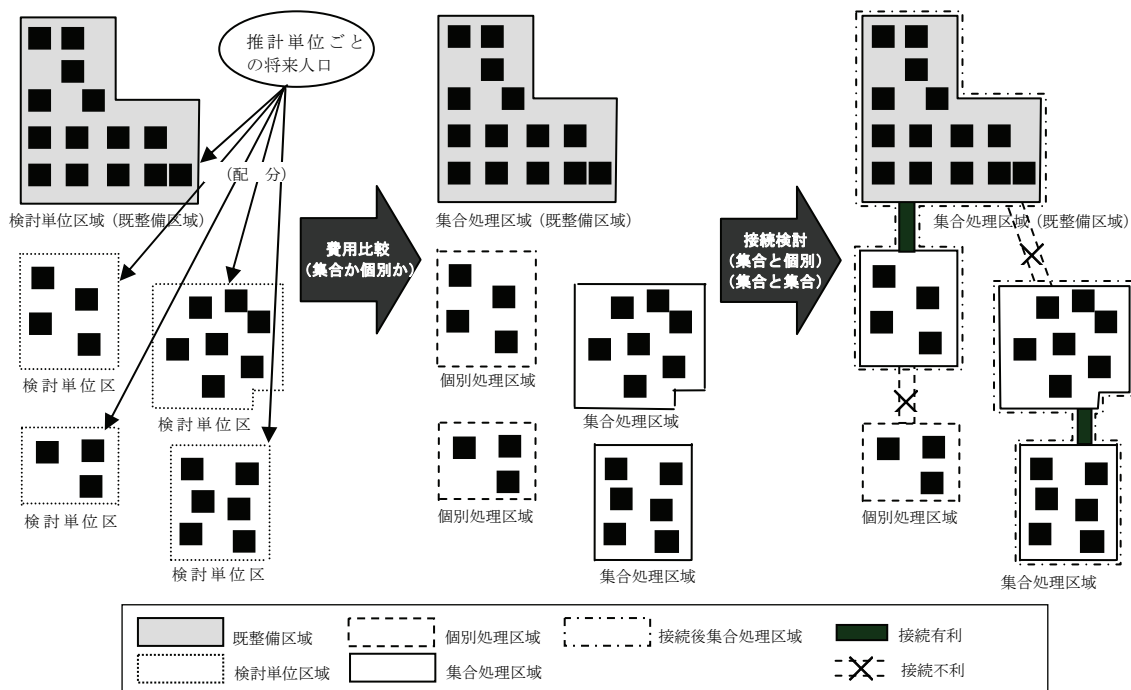 推計単位ごと
の将来人口
(配 分)
検討単位区域(既整備区域)
検討単位区
検討単位区
検討単位区
検討単位区
費用比較
(集合か個別か)
集合処理区域(既整備区域)
個別処理区域
集合処理区域
個別処理区域
集合処理区域
接続検討
(集合と個別)
(集合と集合)
集合処理区域(既整備区域)
個別処理区域
集合処理区域
既整備区域
個別処理区域
接続後集合処理区域
接続有利
検討単位区域
集合処理区域
接続不利